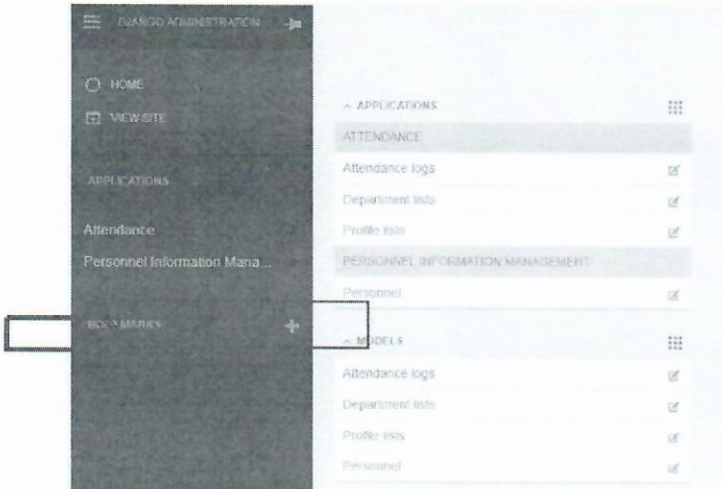 DJANGO ADMINISTRATION
HOME
VIEW SITE
APPLICATIONS
Attendance
Personnel Information Mana...
BOOKMARKS
APPLICATIONS
ATTENDANCE
Attendance logs
Department lists
Profile lists
PERSONNEL INFORMATION MANAGEMENT
Personnel
MODELS
Attendance logs
Department lists
Profile lists
Personnel